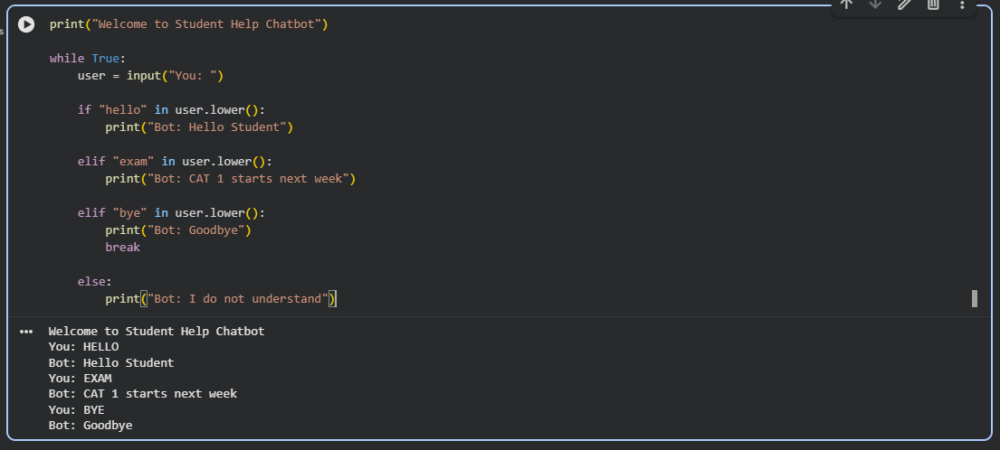 s
print("Welcome to Student Help Chatbot")
while True:
    user = input("You: ")
    if "hello" in user.lower():
        print("Bot: Hello Student")
    elif "exam" in user.lower():
        print("Bot: CAT 1 starts next week")
    elif "bye" in user.lower():
        print("Bot: Goodbye")
        break
    else:
        print("Bot: I do not understand")
Welcome to Student Help Chatbot
You: HELLO
Bot: Hello Student
You: EXAM
Bot: CAT 1 starts next week
You: BYE
Bot: Goodbye